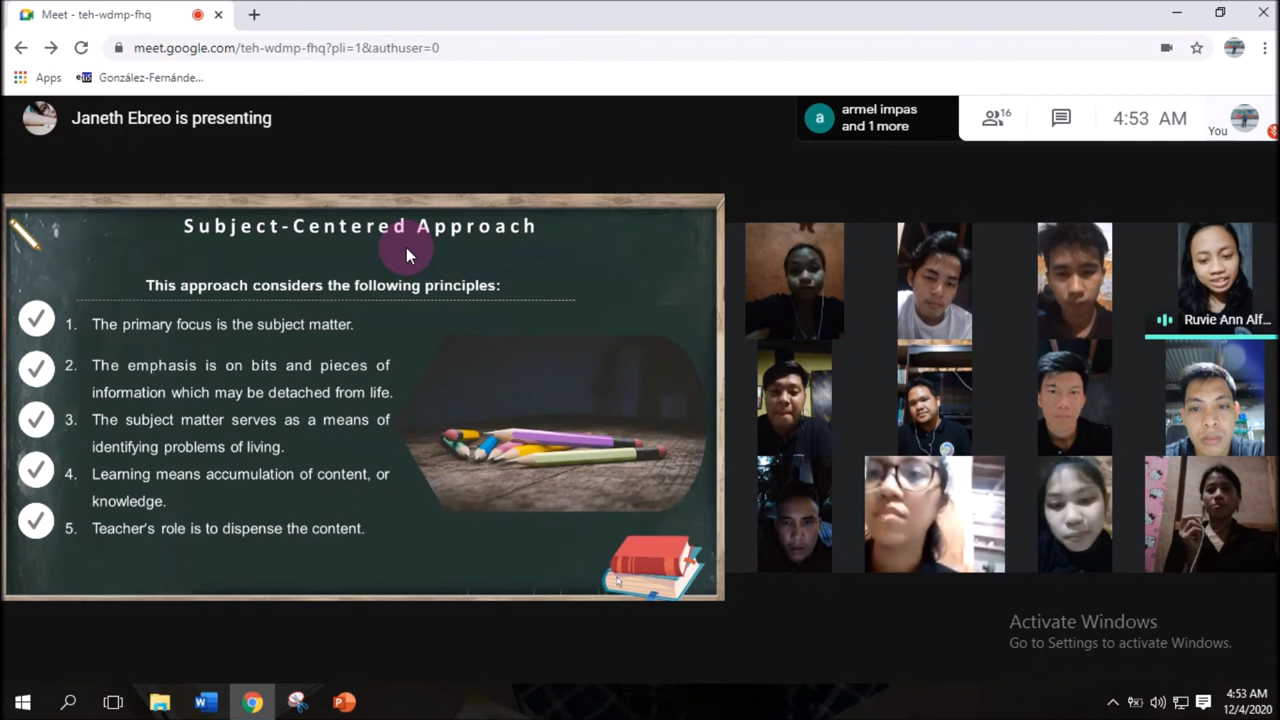 Meet - teh-wdmp-fhq
meet.google.com/teh-wdmp-fhq?pli=1&authuser=0
Apps
González-Fernánde...
Janeth Ebreo is presenting
a
armel impas
and 1 more
16
4:53 AM
You
Subject-Centered Approach
This approach considers the following principles:
1. The primary focus is the subject matter.
2. The emphasis is on bits and pieces of
information which may be detached from life.
3. The subject matter serves as a means of
identifying problems of living.
4. Learning means accumulation of content, or
knowledge.
5. Teacher's role is to dispense the content.
Ruvie Ann Alf...
Activate Windows
Go to Settings to activate Windows.
4:53 AM
12/4/2020